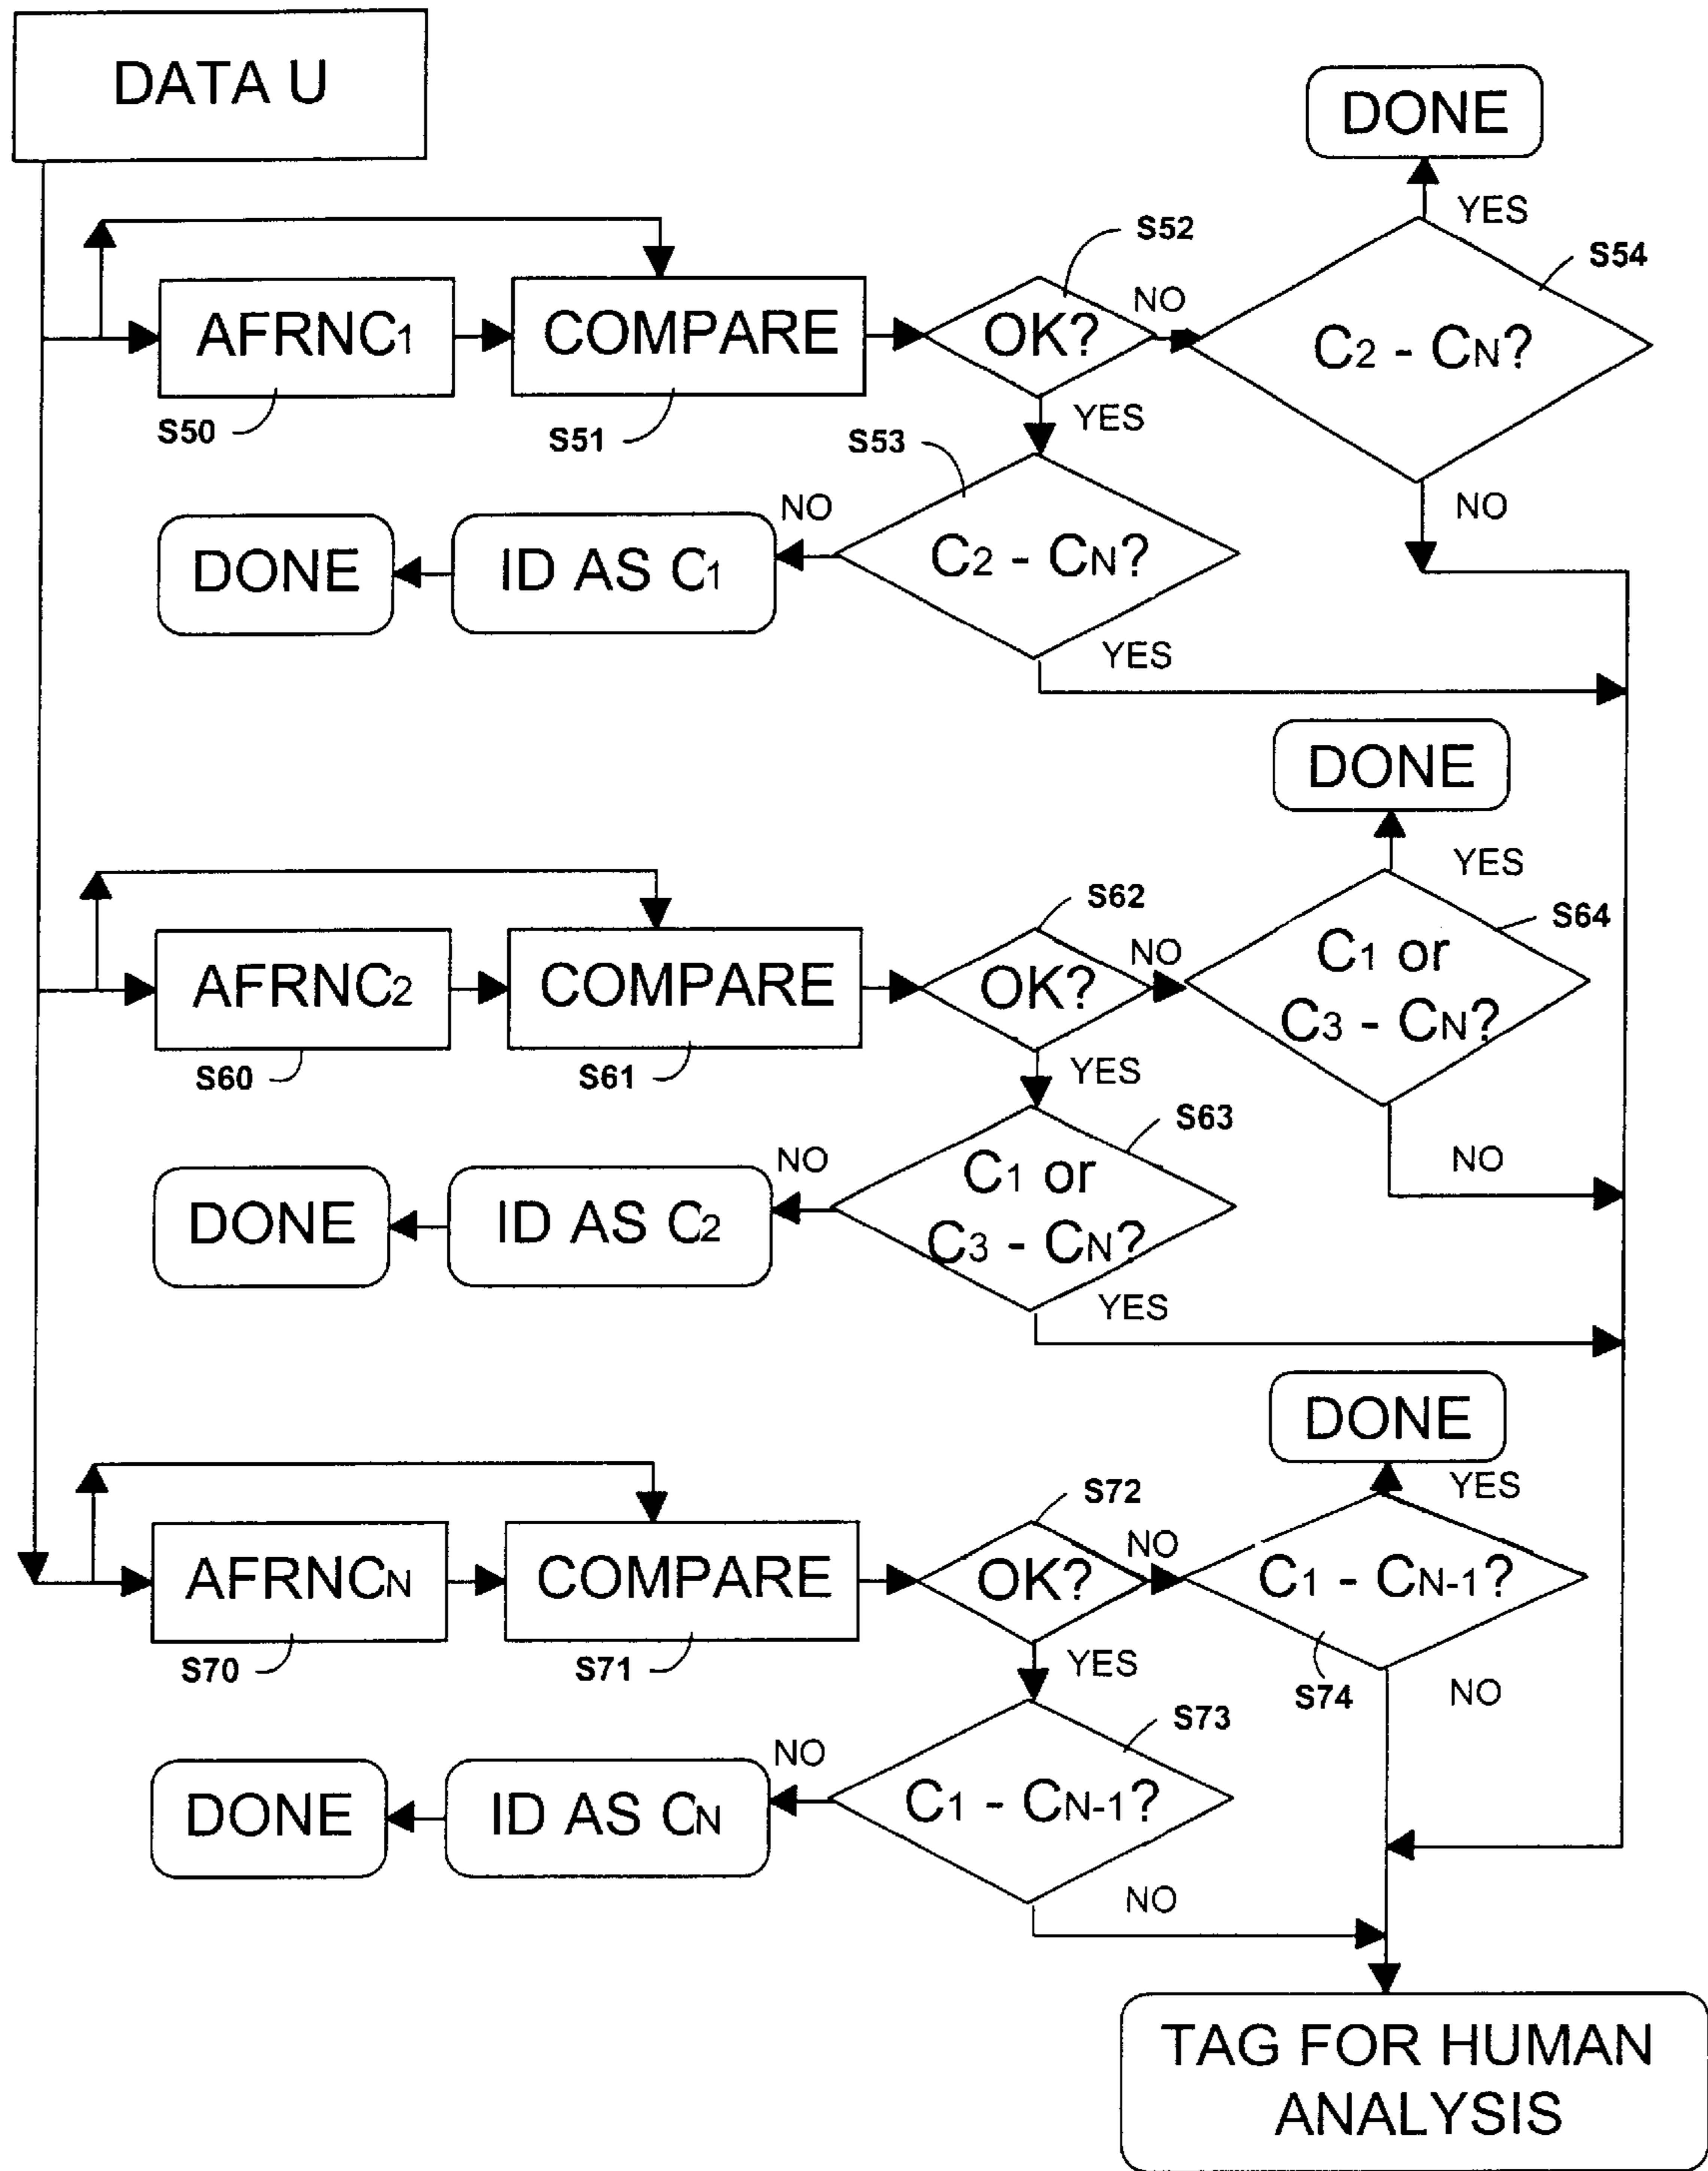 DATA U
DONE
YES
S52
S54
NO
AFRNC1
COMPARE
OK?
C2 - CN?
S50
S51
YES
S53
NO
NO
DONE
ID AS C1
C2 - CN?
YES
DONE
YES
S62
S64
NO
AFRNC2
COMPARE
OK?
C1 or
C3 - CN?
S60
S61
YES
S63
NO
NO
DONE
ID AS C2
C1 or
C3 - CN?
YES
DONE
YES
S72
NO
AFRNCN
COMPARE
OK?
C1 - CN-1?
S70
S71
YES
S74
NO
S73
NO
DONE
ID AS CN
C1 - CN-1?
NO
TAG FOR HUMAN
ANALYSIS